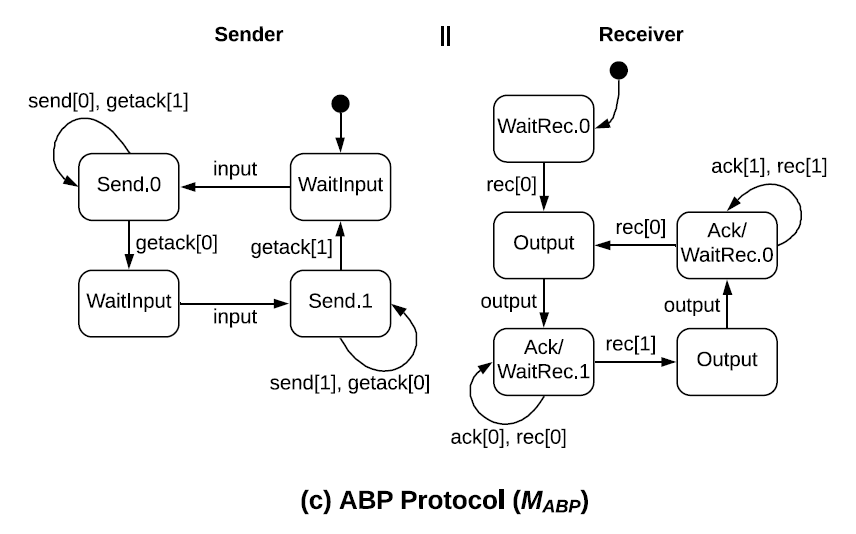 Sender || Receiver
send[0], getack[1]
Send.0
input
WaitInput
getack[0]
getack[1]
WaitInput
input
Send.1
send[1], getack[0]
WaitRec.0
rec[0]
ack[1], rec[1]
Output
rec[0]
Ack/
WaitRec.0
output
output
Ack/
WaitRec.1
rec[1]
Output
ack[0], rec[0]
(c) ABP Protocol (M_ABP)